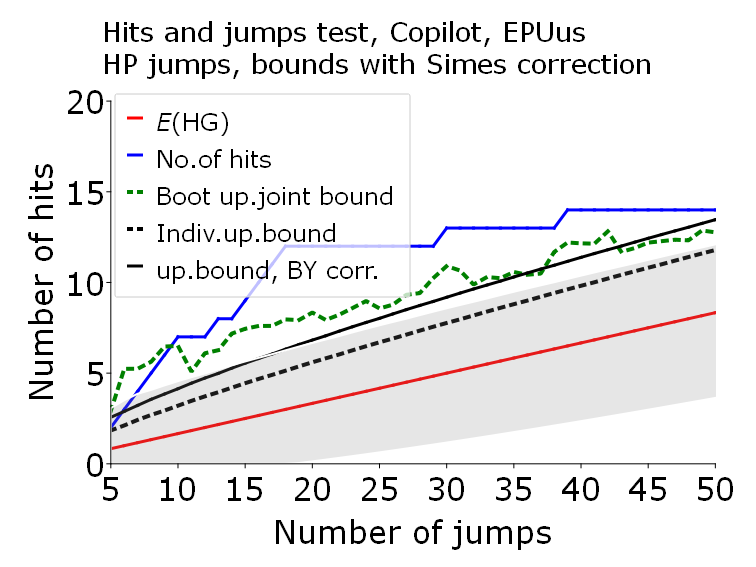 Hits and jumps test, Copilot, EPUus
HP jumps, bounds with Simes correction
E(HG)
No.of hits
Boot up.joint bound
Indiv.up.bound
up.bound, BY corr.
Number of hits
20
15
10
5
0
5 10 15 20 25 30 35 40 45 50
Number of jumps